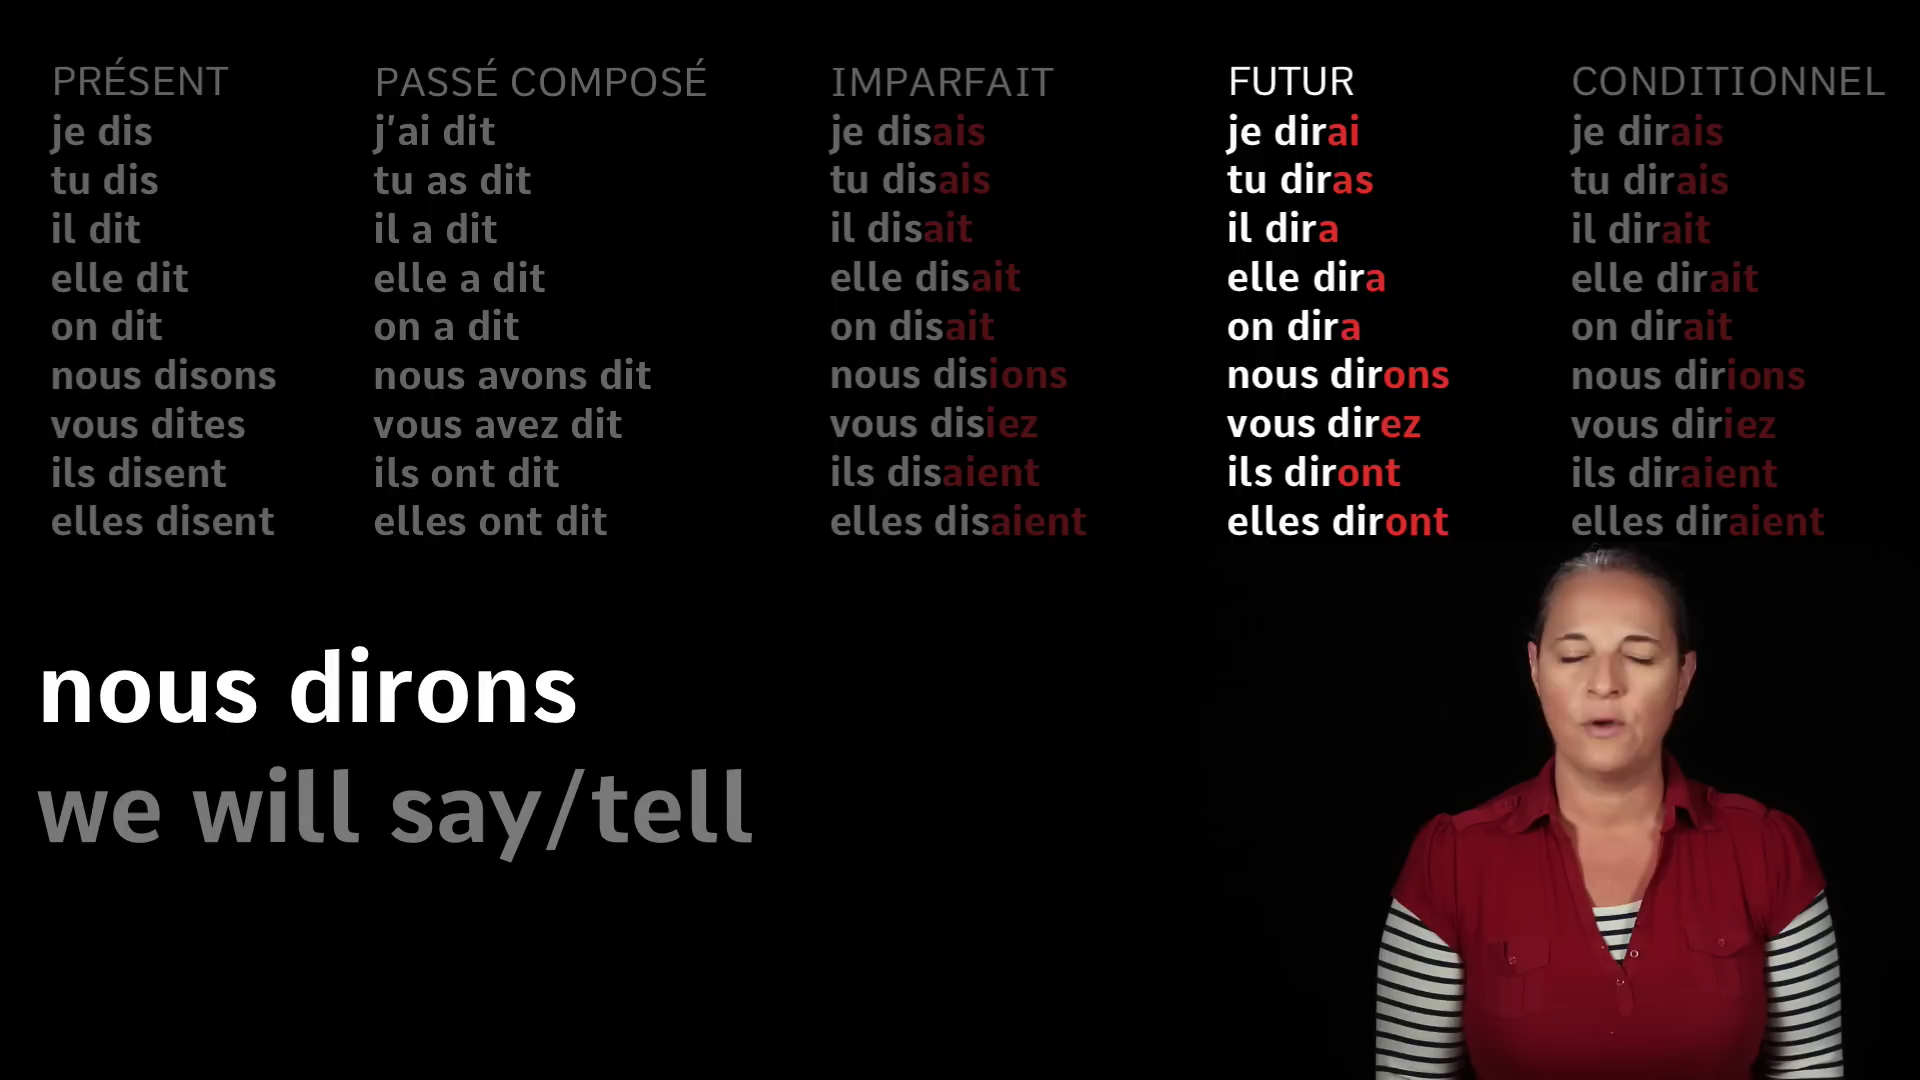 PRÉSENT
je dis
tu dis
il dit
elle dit
on dit
nous disons
vous dites
ils disent
elles disent
PASSÉ COMPOSÉ
j'ai dit
tu as dit
il a dit
elle a dit
on a dit
nous avons dit
vous avez dit
ils ont dit
elles ont dit
IMPARFAIT
je disais
tu disais
il disait
elle disait
on disait
nous disions
vous disiez
ils disaient
elles disaient
FUTUR
je dirai
tu diras
il dira
elle dira
on dira
nous dirons
vous direz
ils diront
elles diront
CONDITIONNEL
je dirais
tu dirais
il dirait
elle dirait
on dirait
nous dirions
vous diriez
ils diraient
elles diraient
nous dirons
we will say/tell